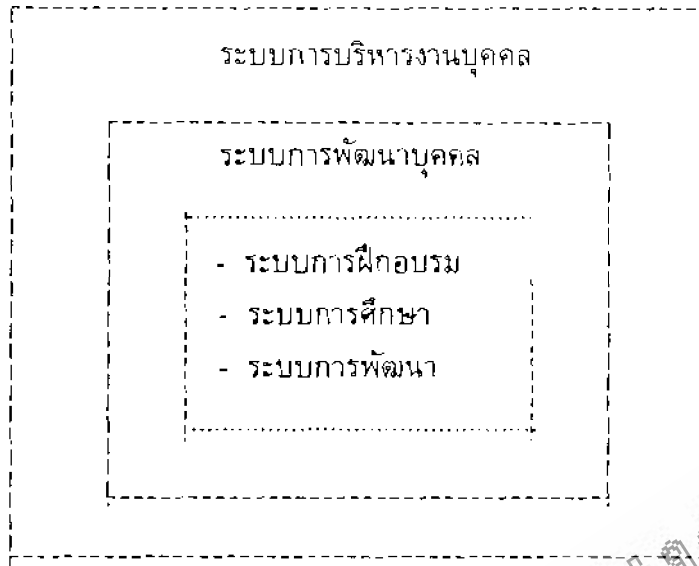 ระบบการบริหารงานบุคคล
ระบบการพัฒนาบุคคล
- ระบบการฝึกอบรม
- ระบบการศึกษา
- ระบบการพัฒนา